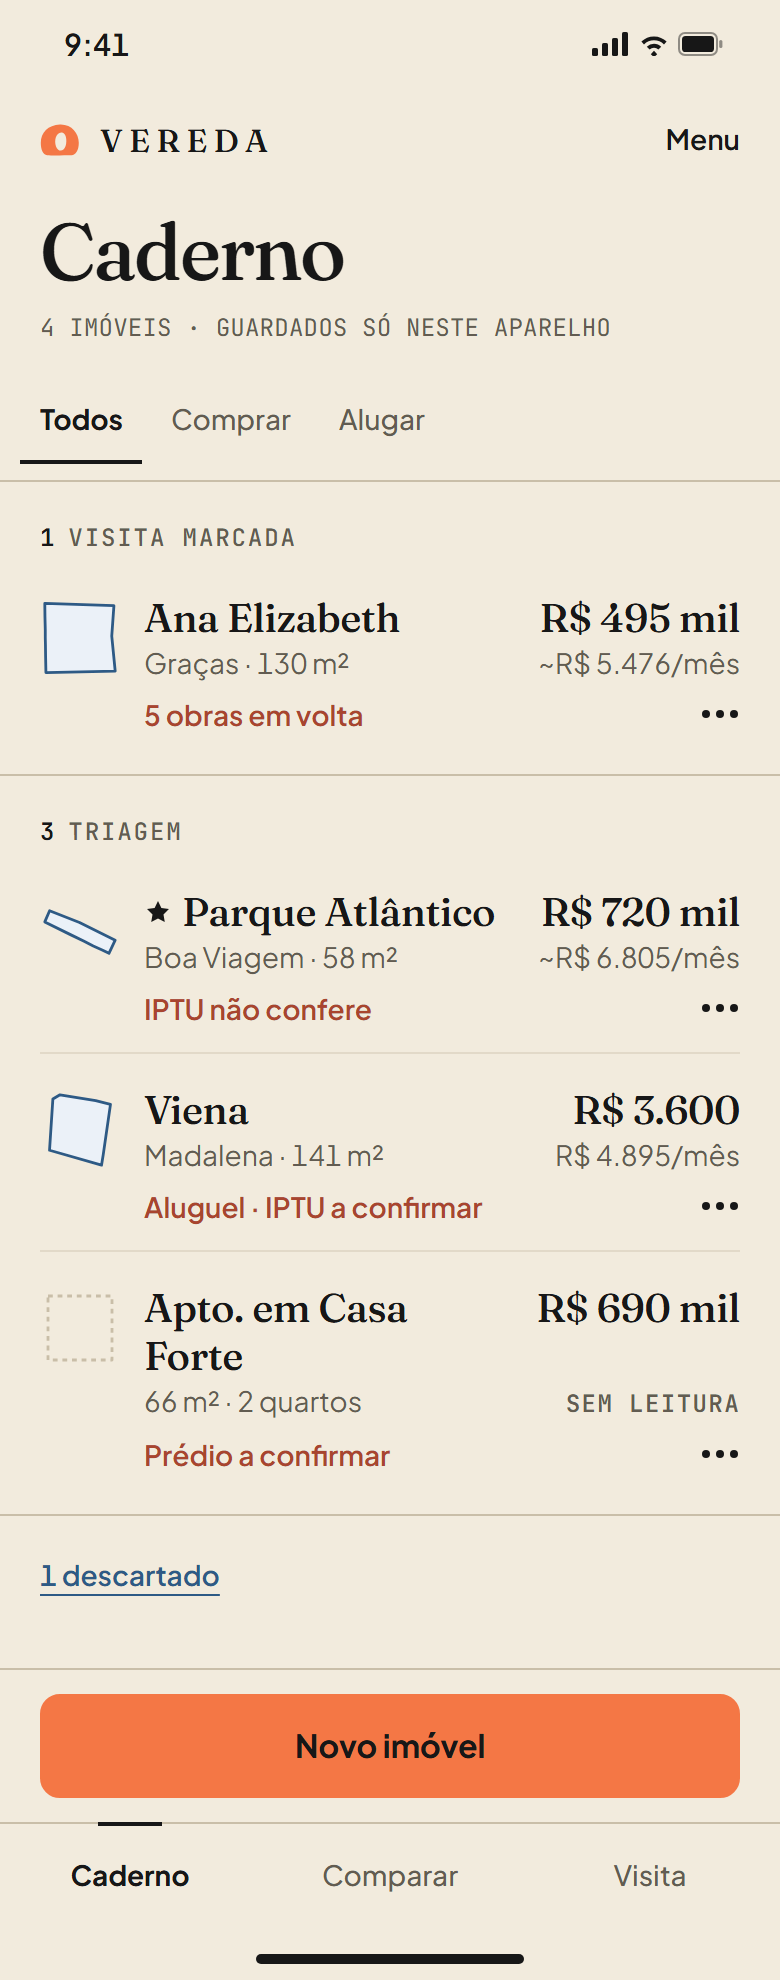 9:41
VEREDA
Menu
Caderno
4 IMÓVEIS · GUARDADOS SÓ NESTE APARELHO
Todos Comprar Alugar
1 VISITA MARCADA
Ana Elizabeth R$ 495 mil
Graças · 130 m² ~R$ 5.476/mês
5 obras em volta
3 TRIAGEM
★ Parque Atlântico R$ 720 mil
Boa Viagem · 58 m² ~R$ 6.805/mês
IPTU não confere
Viena R$ 3.600
Madalena · 141 m² R$ 4.895/mês
Aluguel · IPTU a confirmar
Apto. em Casa R$ 690 mil
Forte
66 m² · 2 quartos SEM LEITURA
Prédio a confirmar
1 descartado
Novo imóvel
Caderno Comparar Visita